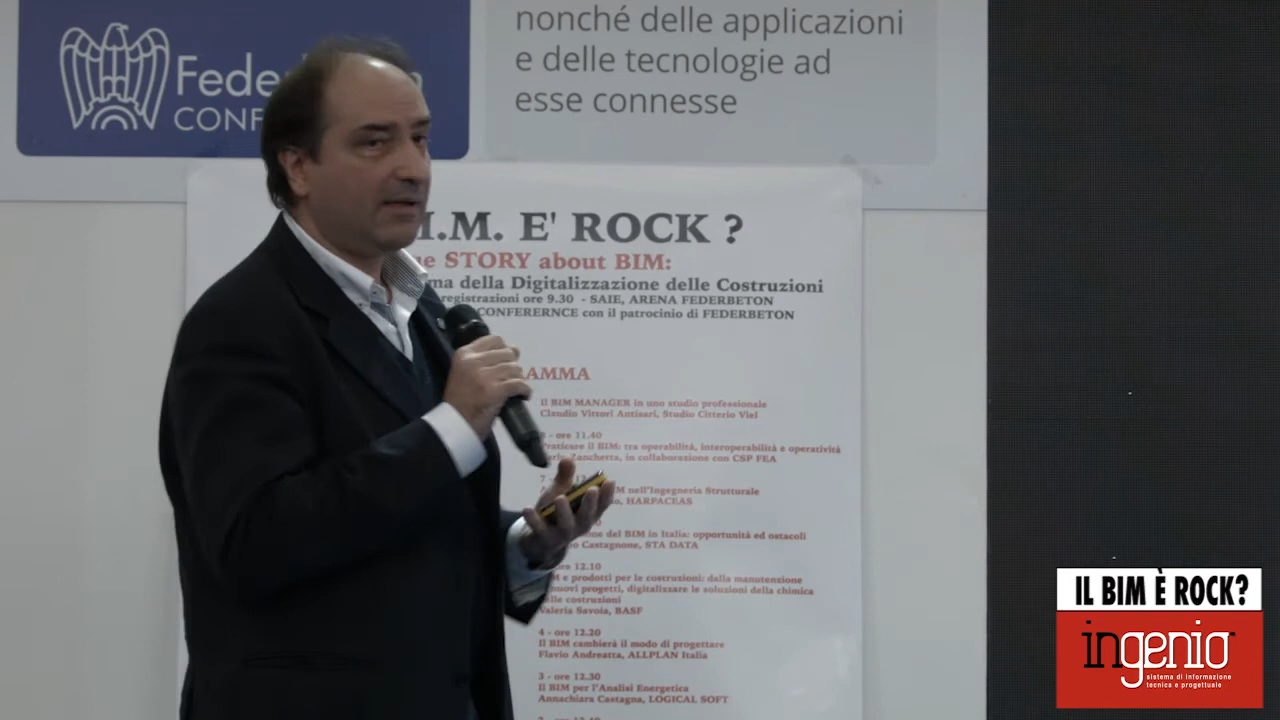 nonché delle applicazioni
e delle tecnologie ad
esse connesse
E' ROCK ?
STORY about BIM:
della Digitalizzazione delle Costruzioni
registrazioni ore 9.30 - SAIE, ARENA FEDERBETON
CONFERERNCE con il patrocinio di FEDERBETON
Il BIM MANAGER in uno studio professionale
Claudio Vittori Antisari, Studio Citterio Viel
- ore 11.40
Praticare il BIM: tra operabilità, interoperabilità e operatività
Zanchetta, in collaborazione con CSP FEA
nell'Ingegneria Strutturale
HARPACEAS
del BIM in Italia: opportunità ed ostacoli
Castagnone, STA DATA
ore 12.10
e prodotti per le costruzioni: dalla manutenzione
nuovi progetti, digitalizzare le soluzioni della chimica
delle costruzioni
Valeria Savoia, BASF
4 - ore 12.20
Il BIM cambierà il modo di progettare
Flavio Andreatta, ALLPLAN Italia
3 - ore 12.30
Il BIM per l'Analisi Energetica
Annachiara Castagna, LOGICAL SOFT
IL BIM È ROCK?
ingenio
sistema di informazione
tecnica e progettuale